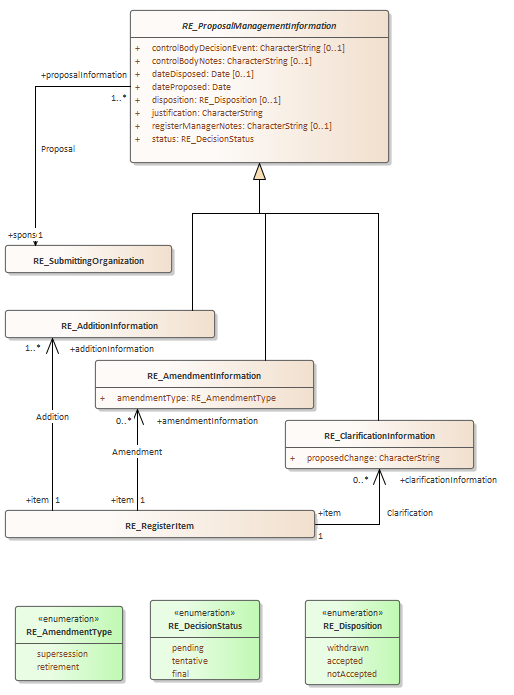 RE_ProposalManagementInformation
+ controlBodyDecisionEvent: CharacterString [0..1]
+ controlBodyNotes: CharacterString [0..1]
+ dateDisposed: Date [0..1]
+ dateProposed: Date
+ disposition: RE_Disposition [0..1]
+ justification: CharacterString
+ registerManagerNotes: CharacterString [0..1]
+ status: RE_DecisionStatus
+proposalInformation
1..*
Proposal
+spons 1
RE_SubmittingOrganization
RE_AdditionInformation
1..* +additionInformation
RE_AmendmentInformation
+ amendmentType: RE_AmendmentType
0..* +amendmentInformation
Addition
Amendment
RE_ClarificationInformation
+ proposedChange: CharacterString
0..* +clarificationInformation
+item 1
+item 1
RE_RegisterItem
+item
1
Clarification
«enumeration»
RE_AmendmentType
supersession
retirement
«enumeration»
RE_DecisionStatus
pending
tentative
final
«enumeration»
RE_Disposition
withdrawn
accepted
notAccepted